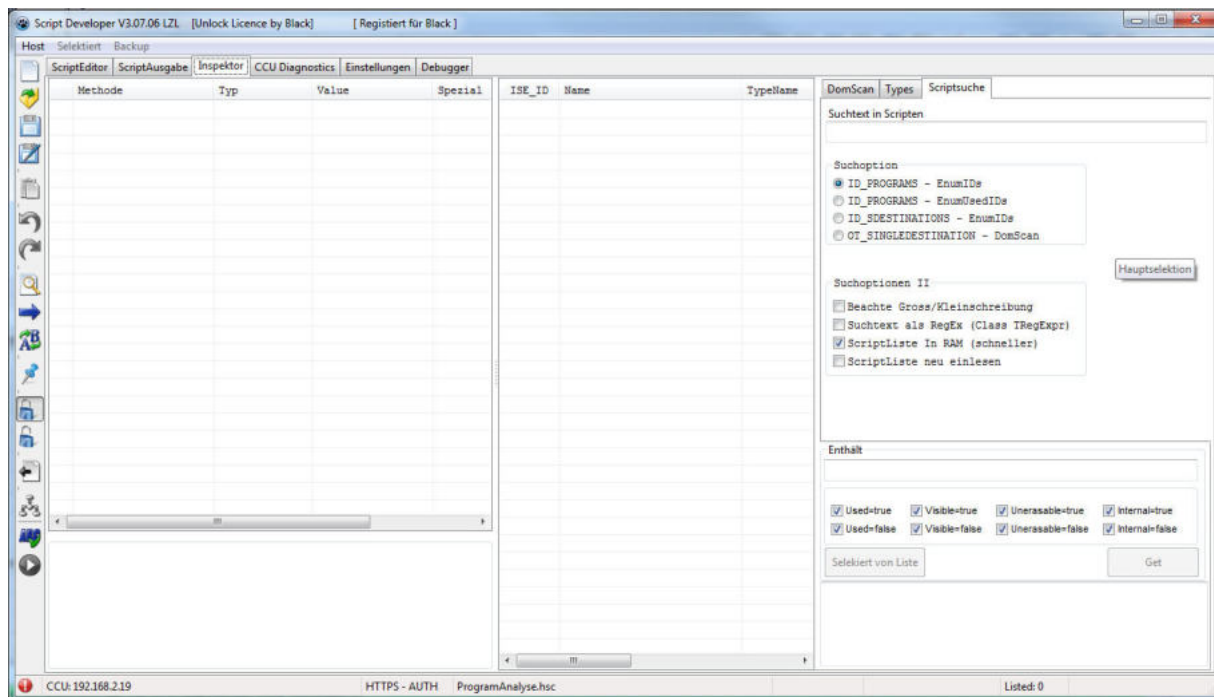 Script Developer V3.07.06 LZL [Unlock Licence by Black] [ Registiert für Black ]
Host Selektiert Backup
ScriptEditor ScriptAusgabe Inspektor CCU Diagnostics Einstellungen Debugger
Methode Typ Value Spezial
ISE_ID Name TypeName
DomScan Types Scriptsuche
Suchtext in Scripten
Suchoption
ID_PROGRAMS - EnumIDs
ID_PROGRAMS - EnumUsedIDs
ID_SDESTINATIONS - EnumIDs
OT_SINGLEDESTINATION - DomScan
Hauptselektion
Suchoptionen II
Beachte Gross/Kleinschreibung
Suchtext als RegEx (Class TRegExpr)
ScriptListe In RAM (schneller)
ScriptListe neu einlesen
Enthält
Used=true Visible=true Unerasable=true Internal=true
Used=false Visible=false Unerasable=false Internal=false
Selekiert von Liste Get
CCU: 192.168.2.19 HTTPS - AUTH ProgramAnalyse.hsc Listed: 0